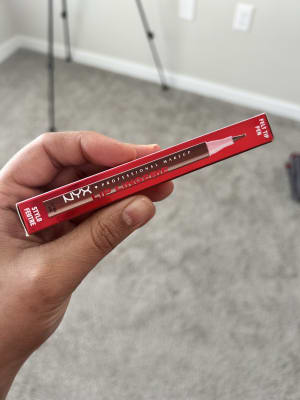 STYLO
FEUTRE
NYX
PROFESSIONAL MAKEUP
FELT TIP
PEN